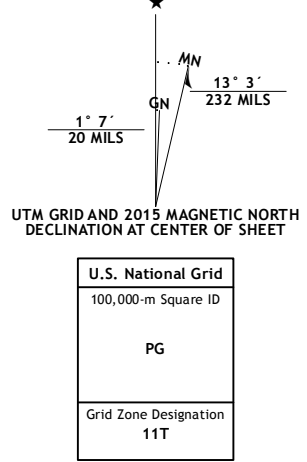 ★
MN
GN
13° 3´
232 MILS
1° 7´
20 MILS
UTM GRID AND 2015 MAGNETIC NORTH
DECLINATION AT CENTER OF SHEET
U.S. National Grid
100,000-m Square ID
PG
Grid Zone Designation
11T